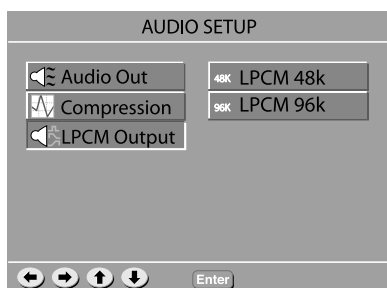 AUDIO SETUP
Audio Out
Compression
LPCM Output
48K LPCM 48k
96K LPCM 96k
Enter